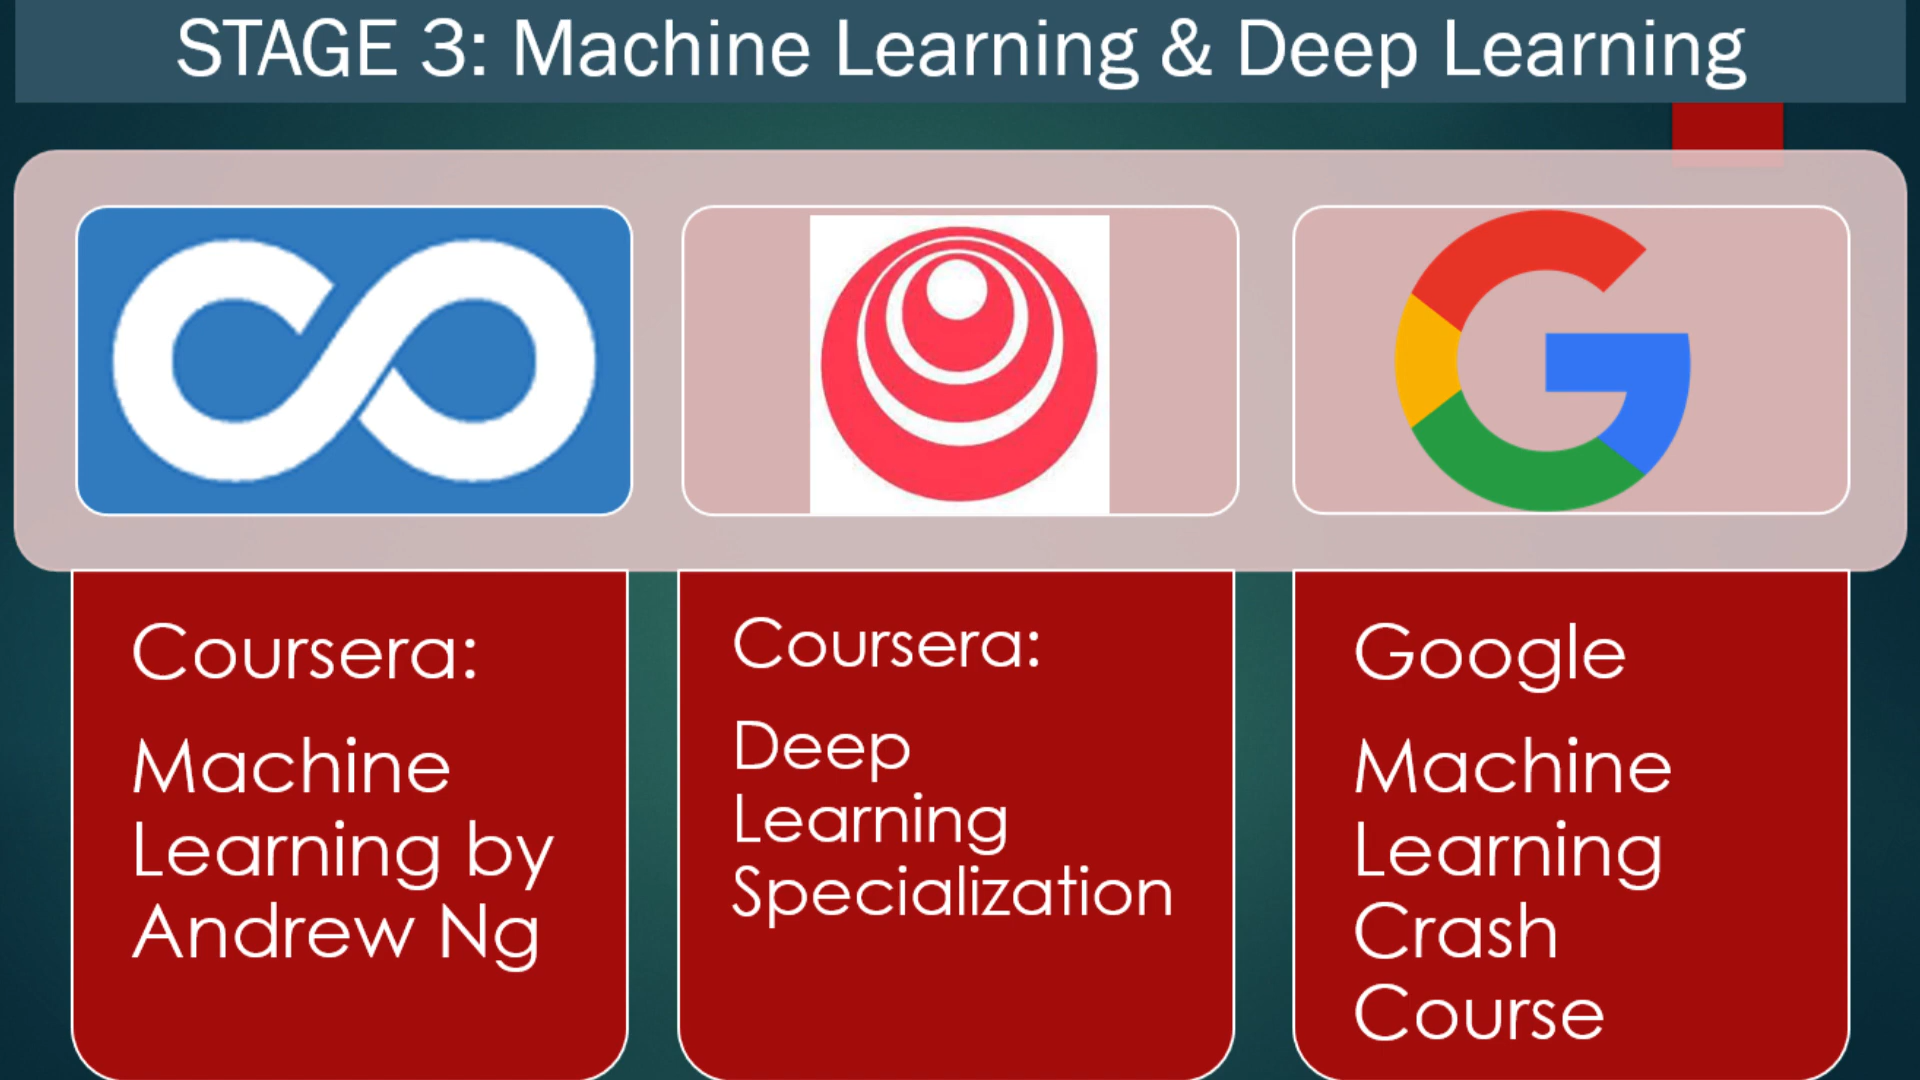 STAGE 3: Machine Learning & Deep Learning
Coursera:
Machine
Learning by
Andrew Ng
Coursera:
Deep
Learning
Specialization
Google
Machine
Learning
Crash
Course